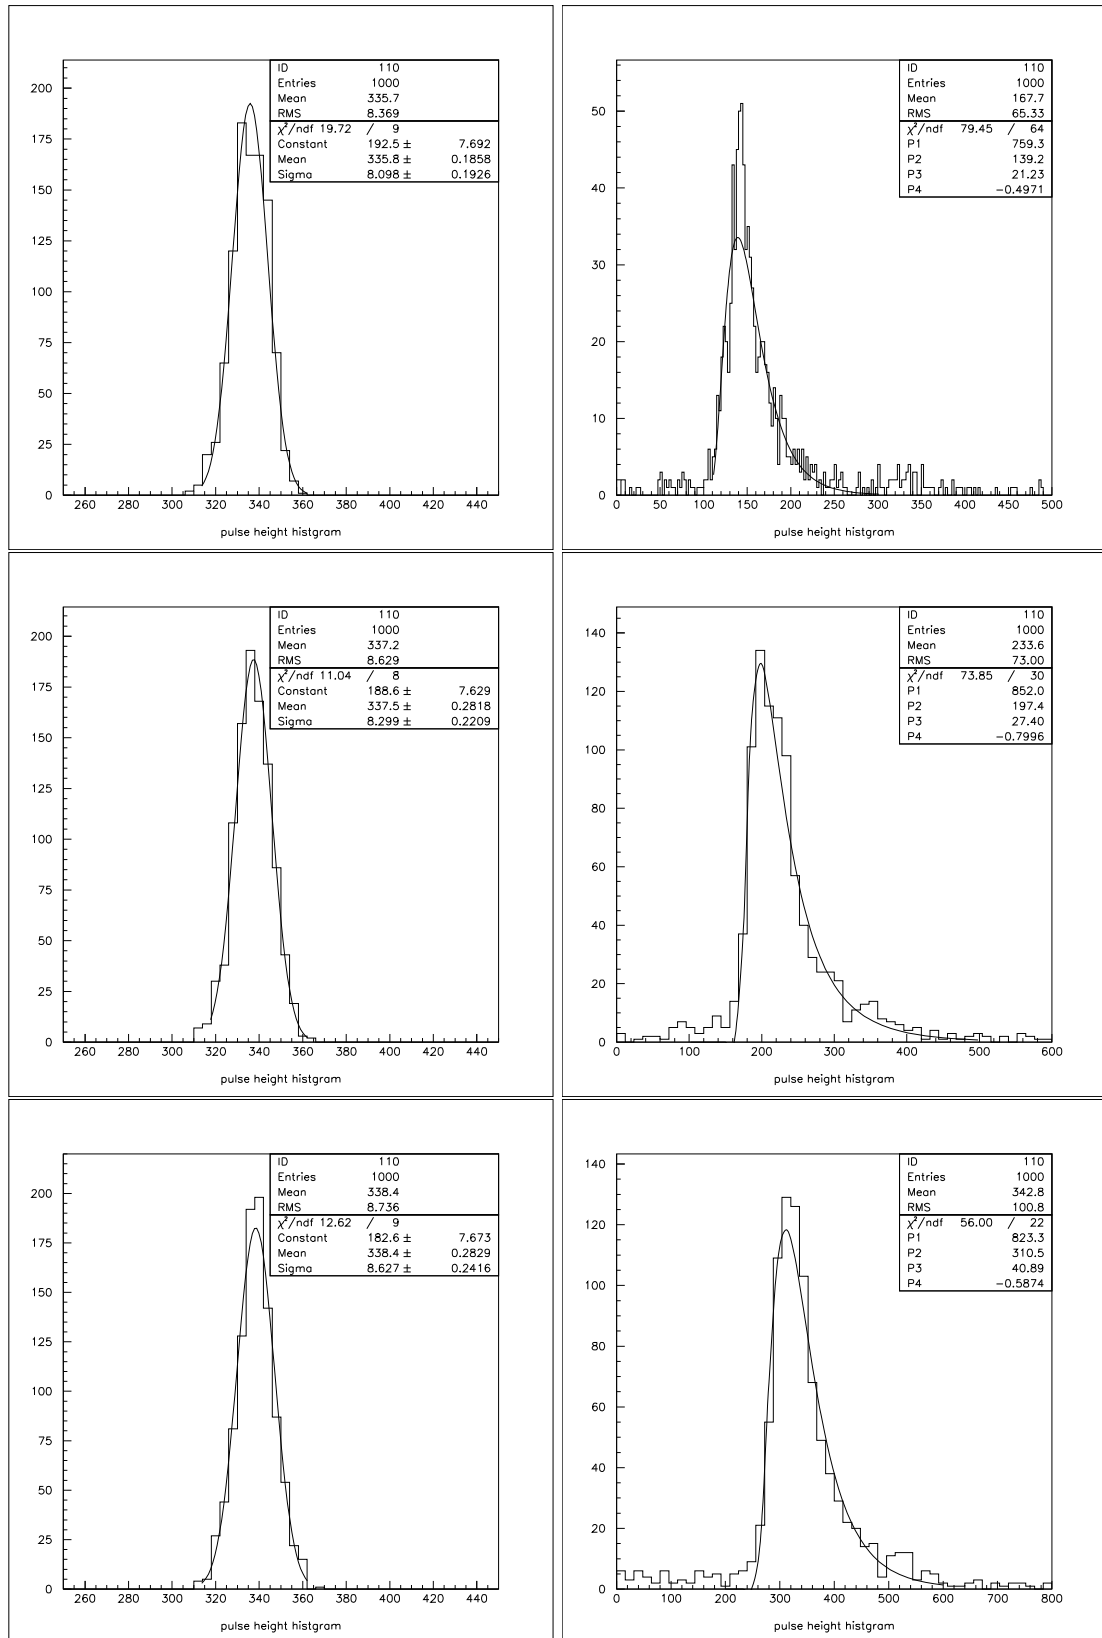 ID 110
Entries 1000
Mean 335.7
RMS 8.369
χ²/ndf 19.72 / 9
Constant 192.5 ± 7.692
Mean 335.8 ± 0.1858
Sigma 8.098 ± 0.1926
200
175
150
125
100
75
50
25
0
260 280 300 320 340 360 380 400 420 440
pulse height histgram
ID 110
Entries 1000
Mean 167.7
RMS 65.33
χ²/ndf 79.45 / 64
P1 759.3
P2 139.2
P3 21.23
P4 −0.4971
50
40
30
20
10
0
0 50 100 150 200 250 300 350 400 450 500
pulse height histgram
ID 110
Entries 1000
Mean 337.2
RMS 8.629
χ²/ndf 11.04 / 8
Constant 188.6 ± 7.629
Mean 337.5 ± 0.2818
Sigma 8.299 ± 0.2209
200
175
150
125
100
75
50
25
0
260 280 300 320 340 360 380 400 420 440
pulse height histgram
ID 110
Entries 1000
Mean 233.6
RMS 73.00
χ²/ndf 73.85 / 30
P1 852.0
P2 197.4
P3 27.40
P4 −0.7996
140
120
100
80
60
40
20
0
0 100 200 300 400 500 600
pulse height histgram
ID 110
Entries 1000
Mean 338.4
RMS 8.736
χ²/ndf 12.62 / 9
Constant 182.6 ± 7.673
Mean 338.4 ± 0.2829
Sigma 8.627 ± 0.2416
200
175
150
125
100
75
50
25
0
260 280 300 320 340 360 380 400 420 440
pulse height histgram
ID 110
Entries 1000
Mean 342.8
RMS 100.8
χ²/ndf 56.00 / 22
P1 823.3
P2 310.5
P3 40.89
P4 −0.5874
140
120
100
80
60
40
20
0
0 100 200 300 400 500 600 700 800
pulse height histgram